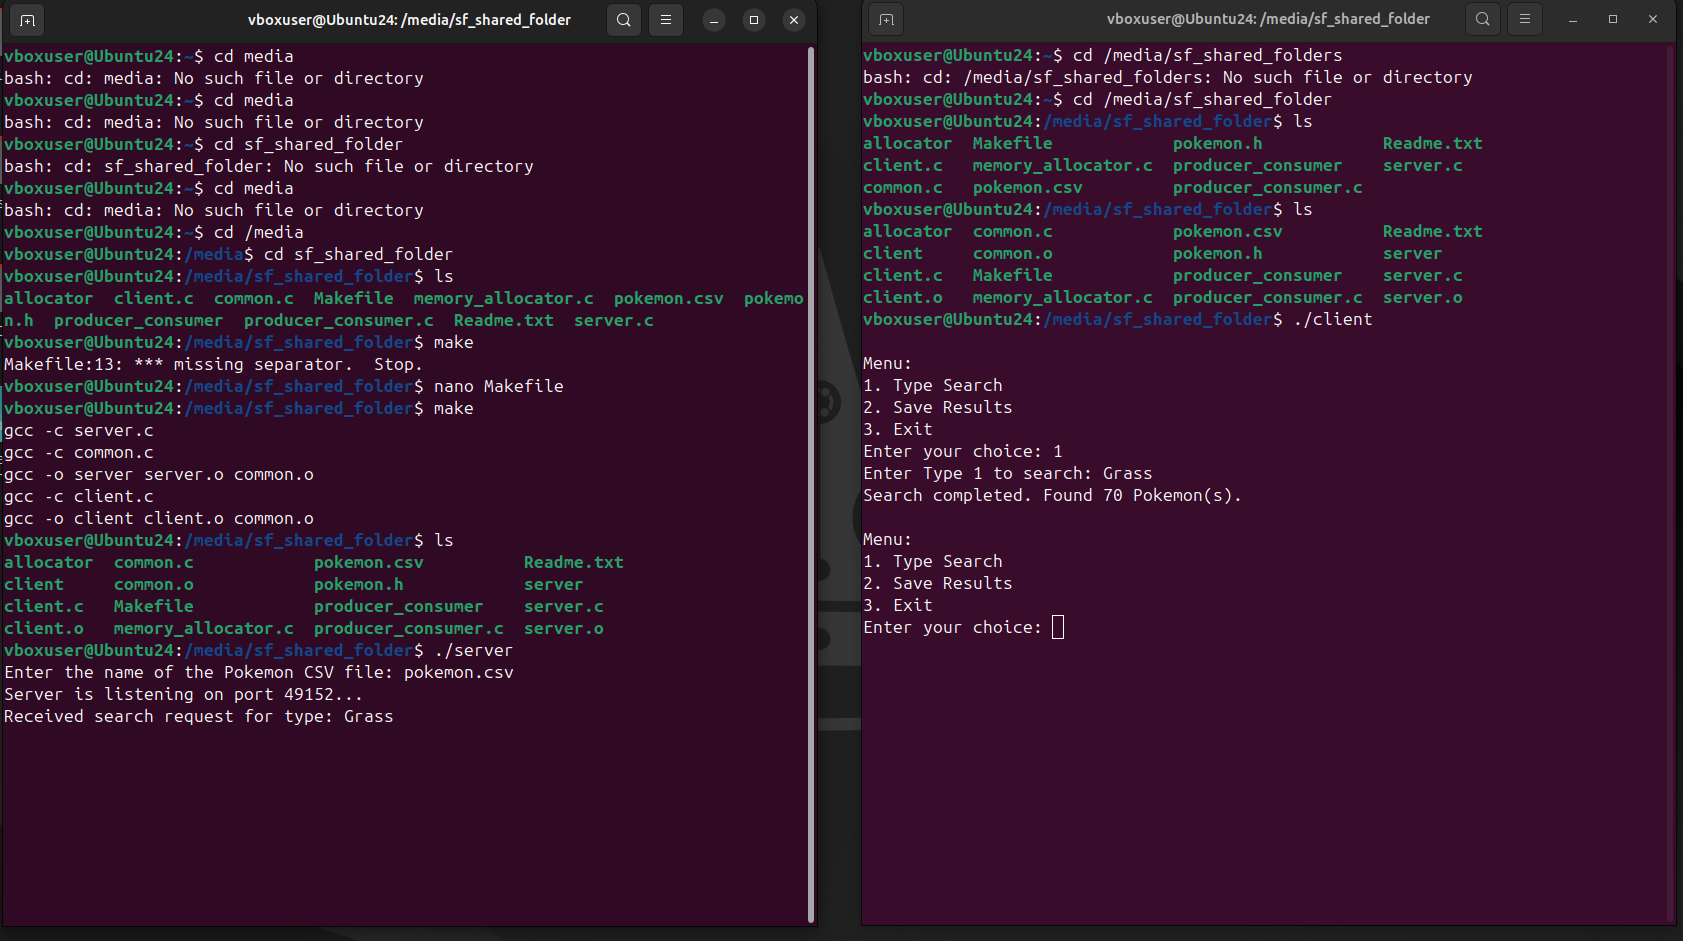 vboxuser@Ubuntu24: /media/sf_shared_folder
vboxuser@Ubuntu24:~$ cd media
bash: cd: media: No such file or directory
vboxuser@Ubuntu24:~$ cd media
bash: cd: media: No such file or directory
vboxuser@Ubuntu24:~$ cd sf_shared_folder
bash: cd: sf_shared_folder: No such file or directory
vboxuser@Ubuntu24:~$ cd media
bash: cd: media: No such file or directory
vboxuser@Ubuntu24:~$ cd /media
vboxuser@Ubuntu24:/media$ cd sf_shared_folder
vboxuser@Ubuntu24:/media/sf_shared_folder$ ls
allocator  client.c  common.c  Makefile  memory_allocator.c  pokemon.csv  pokemo
n.h  producer_consumer  producer_consumer.c  Readme.txt  server.c
vboxuser@Ubuntu24:/media/sf_shared_folder$ make
Makefile:13: *** missing separator.  Stop.
vboxuser@Ubuntu24:/media/sf_shared_folder$ nano Makefile
vboxuser@Ubuntu24:/media/sf_shared_folder$ make
gcc -c server.c
gcc -c common.c
gcc -o server server.o common.o
gcc -c client.c
gcc -o client client.o common.o
vboxuser@Ubuntu24:/media/sf_shared_folder$ ls
allocator  common.c            pokemon.csv          Readme.txt
client     common.o            pokemon.h            server
client.c   Makefile            producer_consumer    server.c
client.o   memory_allocator.c  producer_consumer.c  server.o
vboxuser@Ubuntu24:/media/sf_shared_folder$ ./server
Enter the name of the Pokemon CSV file: pokemon.csv
Server is listening on port 49152...
Received search request for type: Grass
vboxuser@Ubuntu24: /media/sf_shared_folder
vboxuser@Ubuntu24:~$ cd /media/sf_shared_folders
bash: cd: /media/sf_shared_folders: No such file or directory
vboxuser@Ubuntu24:~$ cd /media/sf_shared_folder
vboxuser@Ubuntu24:/media/sf_shared_folder$ ls
allocator  Makefile            pokemon.h            Readme.txt
client.c   memory_allocator.c  producer_consumer    server.c
common.c   pokemon.csv         producer_consumer.c
vboxuser@Ubuntu24:/media/sf_shared_folder$ ls
allocator  common.c            pokemon.csv          Readme.txt
client     common.o            pokemon.h            server
client.c   Makefile            producer_consumer    server.c
client.o   memory_allocator.c  producer_consumer.c  server.o
vboxuser@Ubuntu24:/media/sf_shared_folder$ ./client
Menu:
1. Type Search
2. Save Results
3. Exit
Enter your choice: 1
Enter Type 1 to search: Grass
Search completed. Found 70 Pokemon(s).
Menu:
1. Type Search
2. Save Results
3. Exit
Enter your choice: